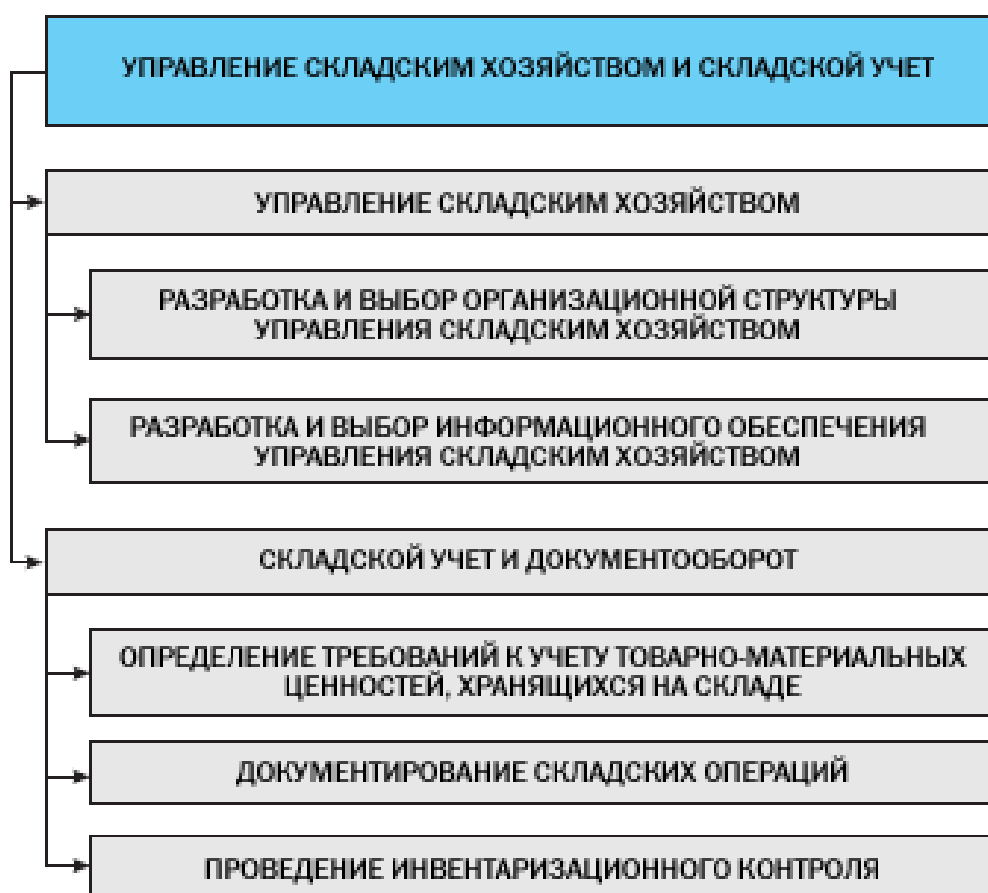 УПРАВЛЕНИЕ СКЛАДСКИМ ХОЗЯЙСТВОМ И СКЛАДСКОЙ УЧЕТ
УПРАВЛЕНИЕ СКЛАДСКИМ ХОЗЯЙСТВОМ
РАЗРАБОТКА И ВЫБОР ОРГАНИЗАЦИОННОЙ СТРУКТУРЫ
УПРАВЛЕНИЯ СКЛАДСКИМ ХОЗЯЙСТВОМ
РАЗРАБОТКА И ВЫБОР ИНФОРМАЦИОННОГО ОБЕСПЕЧЕНИЯ
УПРАВЛЕНИЯ СКЛАДСКИМ ХОЗЯЙСТВОМ
СКЛАДСКОЙ УЧЕТ И ДОКУМЕНТООБОРОТ
ОПРЕДЕЛЕНИЕ ТРЕБОВАНИЙ К УЧЕТУ ТОВАРНО-МАТЕРИАЛЬНЫХ
ЦЕННОСТЕЙ, ХРАНЯЩИХСЯ НА СКЛАДЕ
ДОКУМЕНТИРОВАНИЕ СКЛАДСКИХ ОПЕРАЦИЙ
ПРОВЕДЕНИЕ ИНВЕНТАРИЗАЦИОННОГО КОНТРОЛЯ